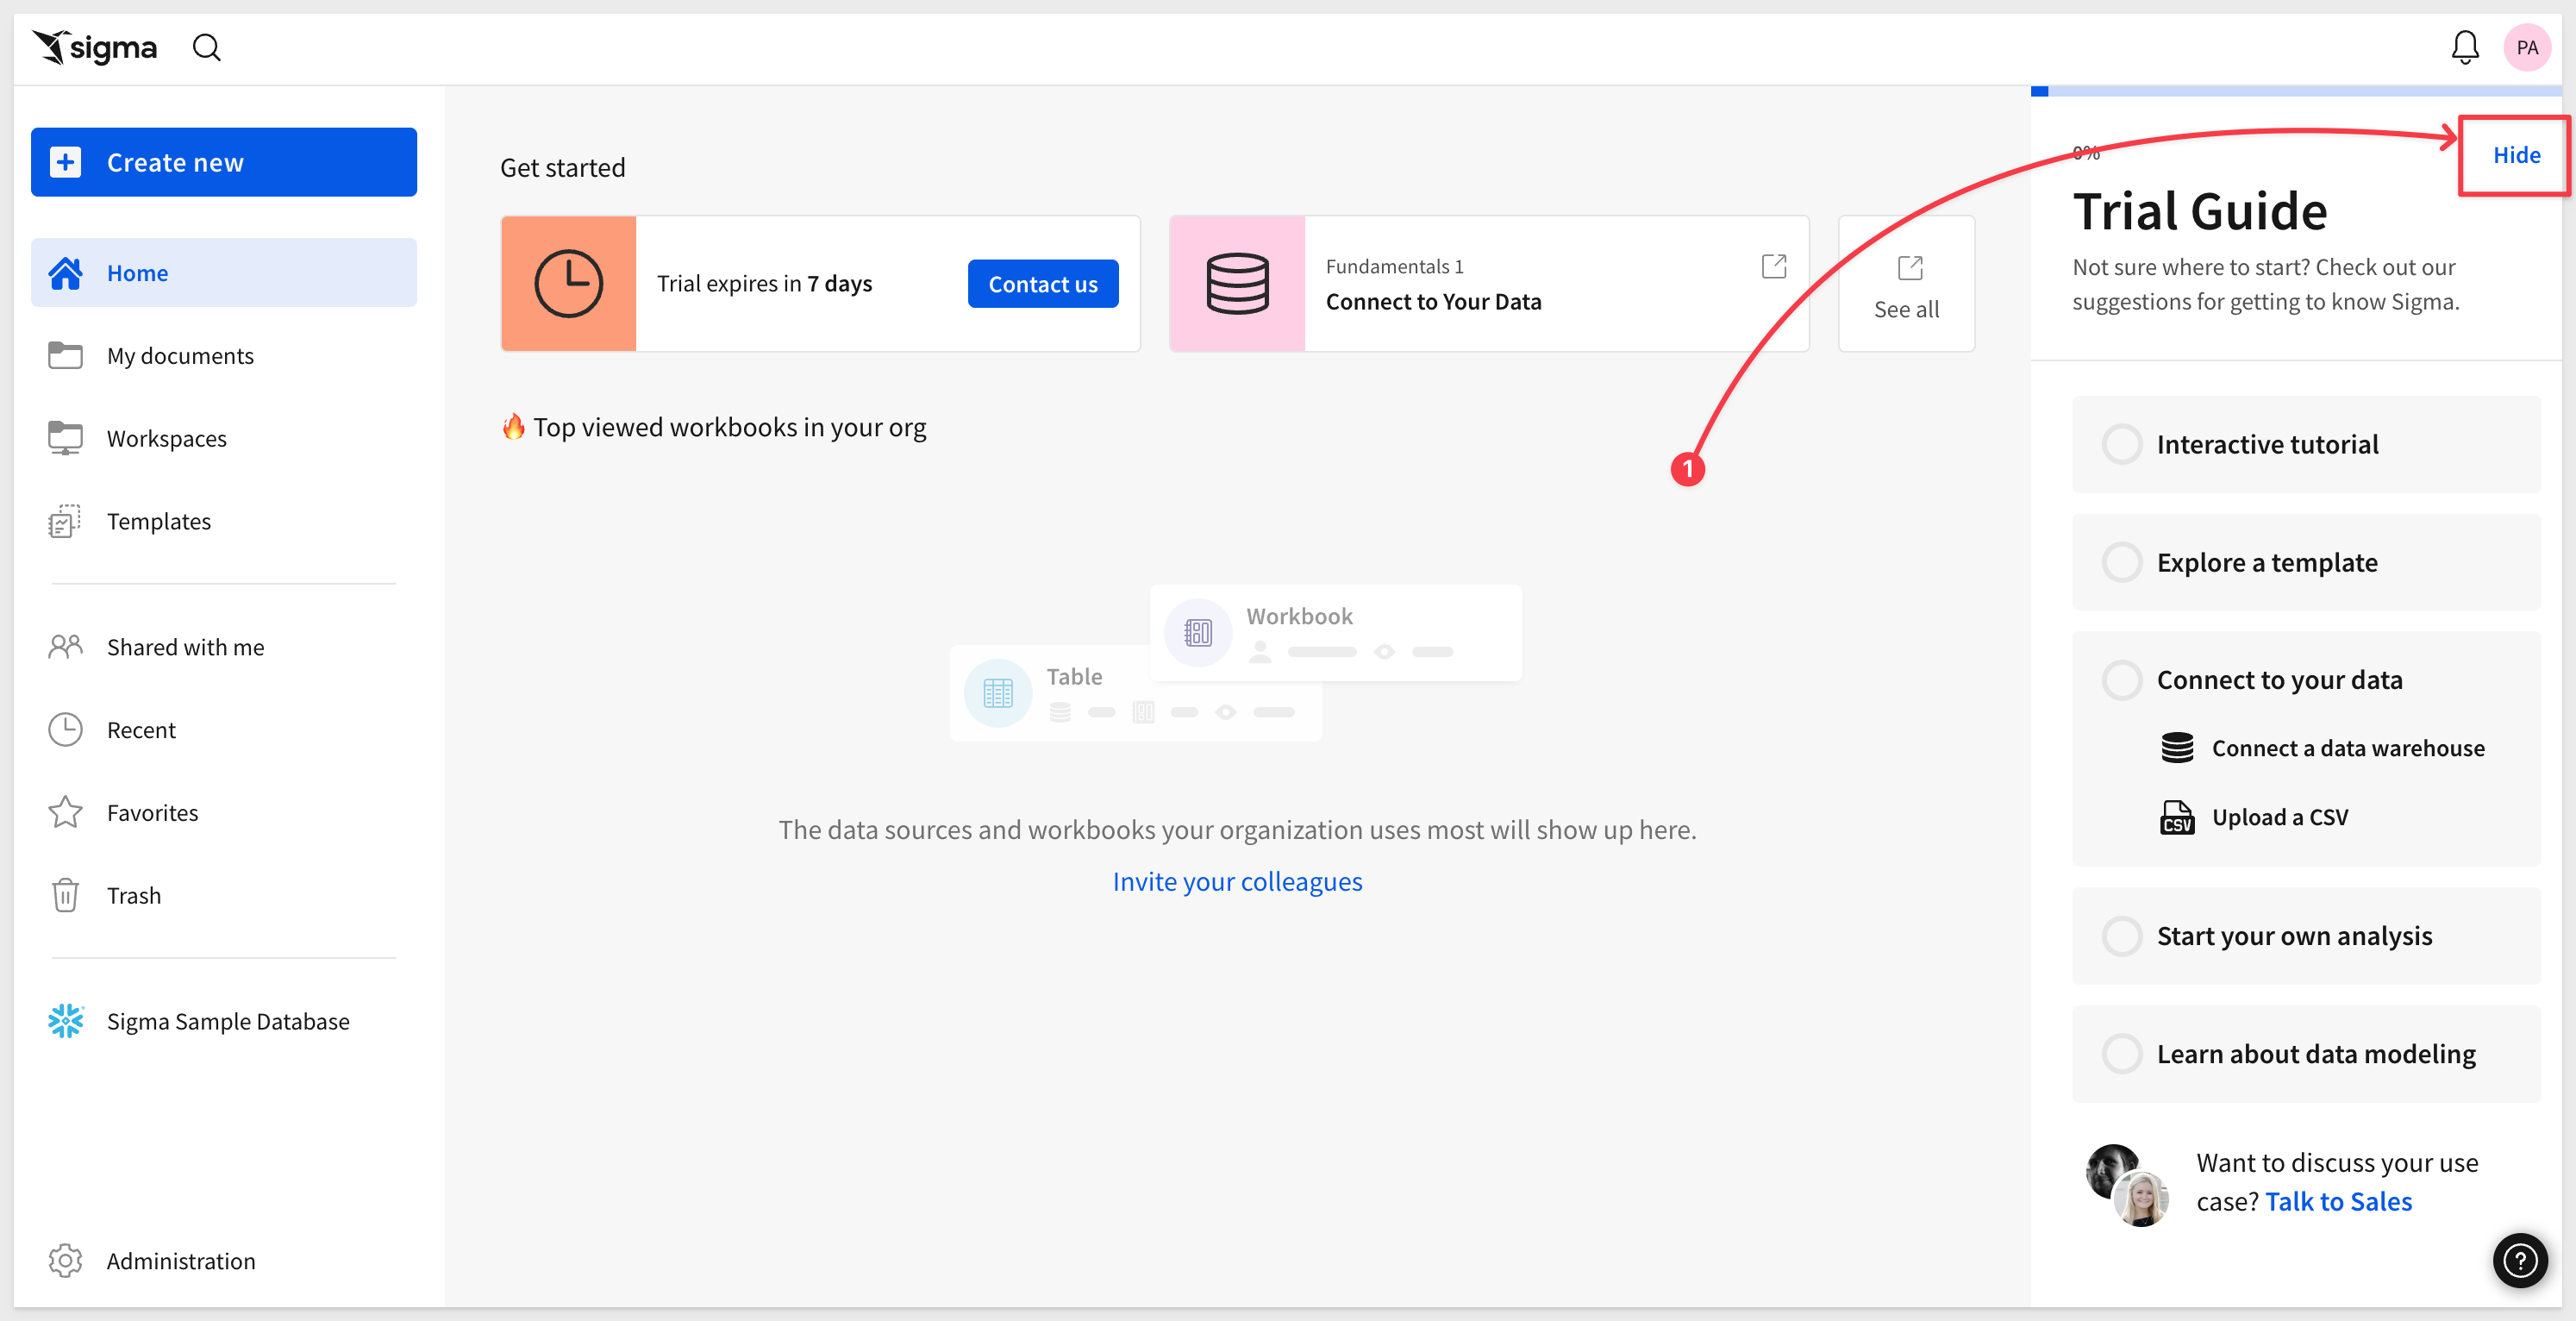 sigma
PA
Create new
Home
My documents
Workspaces
Templates
Shared with me
Recent
Favorites
Trash
Sigma Sample Database
Administration
Get started
Trial expires in 7 days
Contact us
Fundamentals 1
Connect to Your Data
See all
🔥 Top viewed workbooks in your org
1
Workbook
Table
The data sources and workbooks your organization uses most will show up here.
Invite your colleagues
0%
Hide
Trial Guide
Not sure where to start? Check out our
suggestions for getting to know Sigma.
Interactive tutorial
Explore a template
Connect to your data
Connect a data warehouse
CSV
Upload a CSV
Start your own analysis
Learn about data modeling
Want to discuss your use
case? Talk to Sales
?